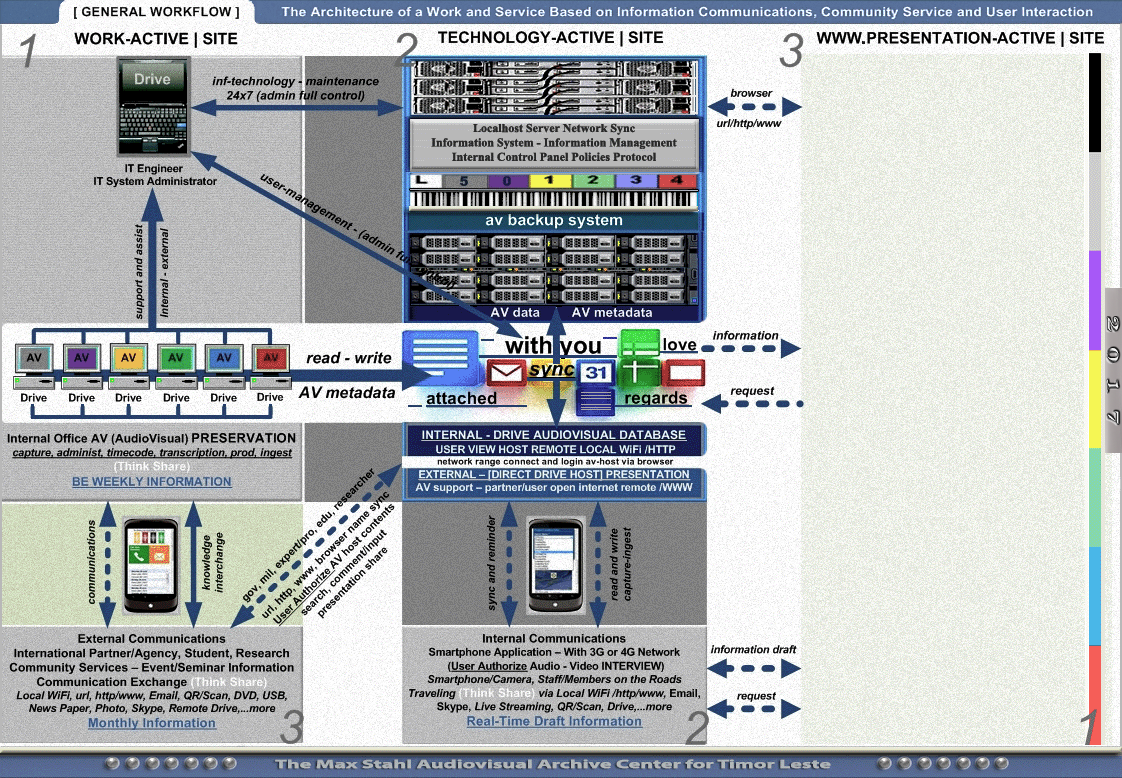 [ GENERAL WORKFLOW ]
The Architecture of a Work and Service Based on Information Communications, Community Service and User Interaction
1
WORK-ACTIVE | SITE
2
TECHNOLOGY-ACTIVE | SITE
3
WWW.PRESENTATION-ACTIVE | SITE
Drive
IT Engineer
IT System Administrator
inf-technology - maintenance
24x7 (admin full control)
user-management - (admin full
support and assist
internal - external
AV AV AV AV AV AV
Drive Drive Drive Drive Drive Drive
read - write
AV metadata
Internal Office AV (AudioVisual) PRESERVATION
capture, administ, timecode, transcription, prod, ingest
(Think Share)
BE WEEKLY INFORMATION
communications
knowledge
interchange
gov, mil, expert/pro, edu, researcher
url, http, www, browser name sync
User Authorize AV host contents
search, comment/input
presentation share
External Communications
International Partner/Agency, Student, Research
Community Services – Event/Seminar Information
Communication Exchange (Think Share)
Local WiFi, url, http/www, Email, QR/Scan, DVD, USB,
News Paper, Photo, Skype, Remote Drive,...more
Monthly Information
3
Localhost Server Network Sync
Information System - Information Management
Internal Control Panel Policies Protocol
L 5 0 1 2 3 4
av backup system
AV data AV metadata
with you
love
sync
31
attached
regards
INTERNAL - DRIVE AUDIOVISUAL DATABASE
USER VIEW HOST REMOTE LOCAL WiFi /HTTP
network range connect and login av-host via browser
EXTERNAL – [DIRECT DRIVE HOST] PRESENTATION
AV support – partner/user open internet remote /WWW
sync and reminder
read and write
capture-ingest
Internal Communications
Smartphone Application – With 3G or 4G Network
(User Authorize Audio - Video INTERVIEW)
Smartphone/Camera, Staff/Members on the Roads
Traveling (Think Share) via Local WiFi /http/www, Email,
Skype, Live Streaming, QR/Scan, Drive,...more
Real-Time Draft Information
2
browser
url/http/www
information
request
information draft
request
2017
1
The Max Stahl Audiovisual Archive Center for Timor Leste